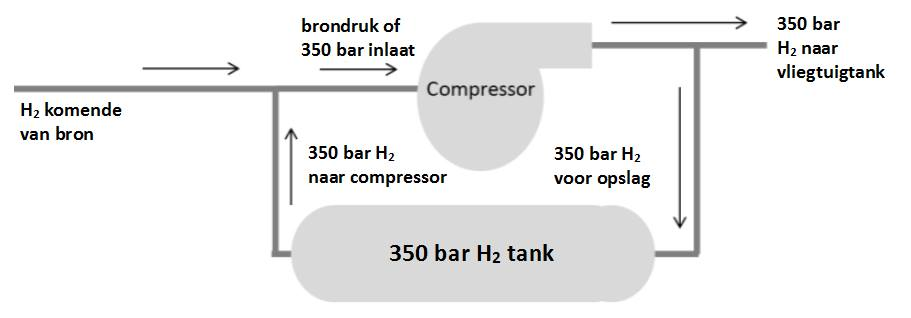 brondruk of
350 bar inlaat
350 bar
H₂ naar
vliegtuigtank
Compressor
H₂ komende
van bron
350 bar H₂
naar compressor
350 bar H₂
voor opslag
350 bar H₂ tank